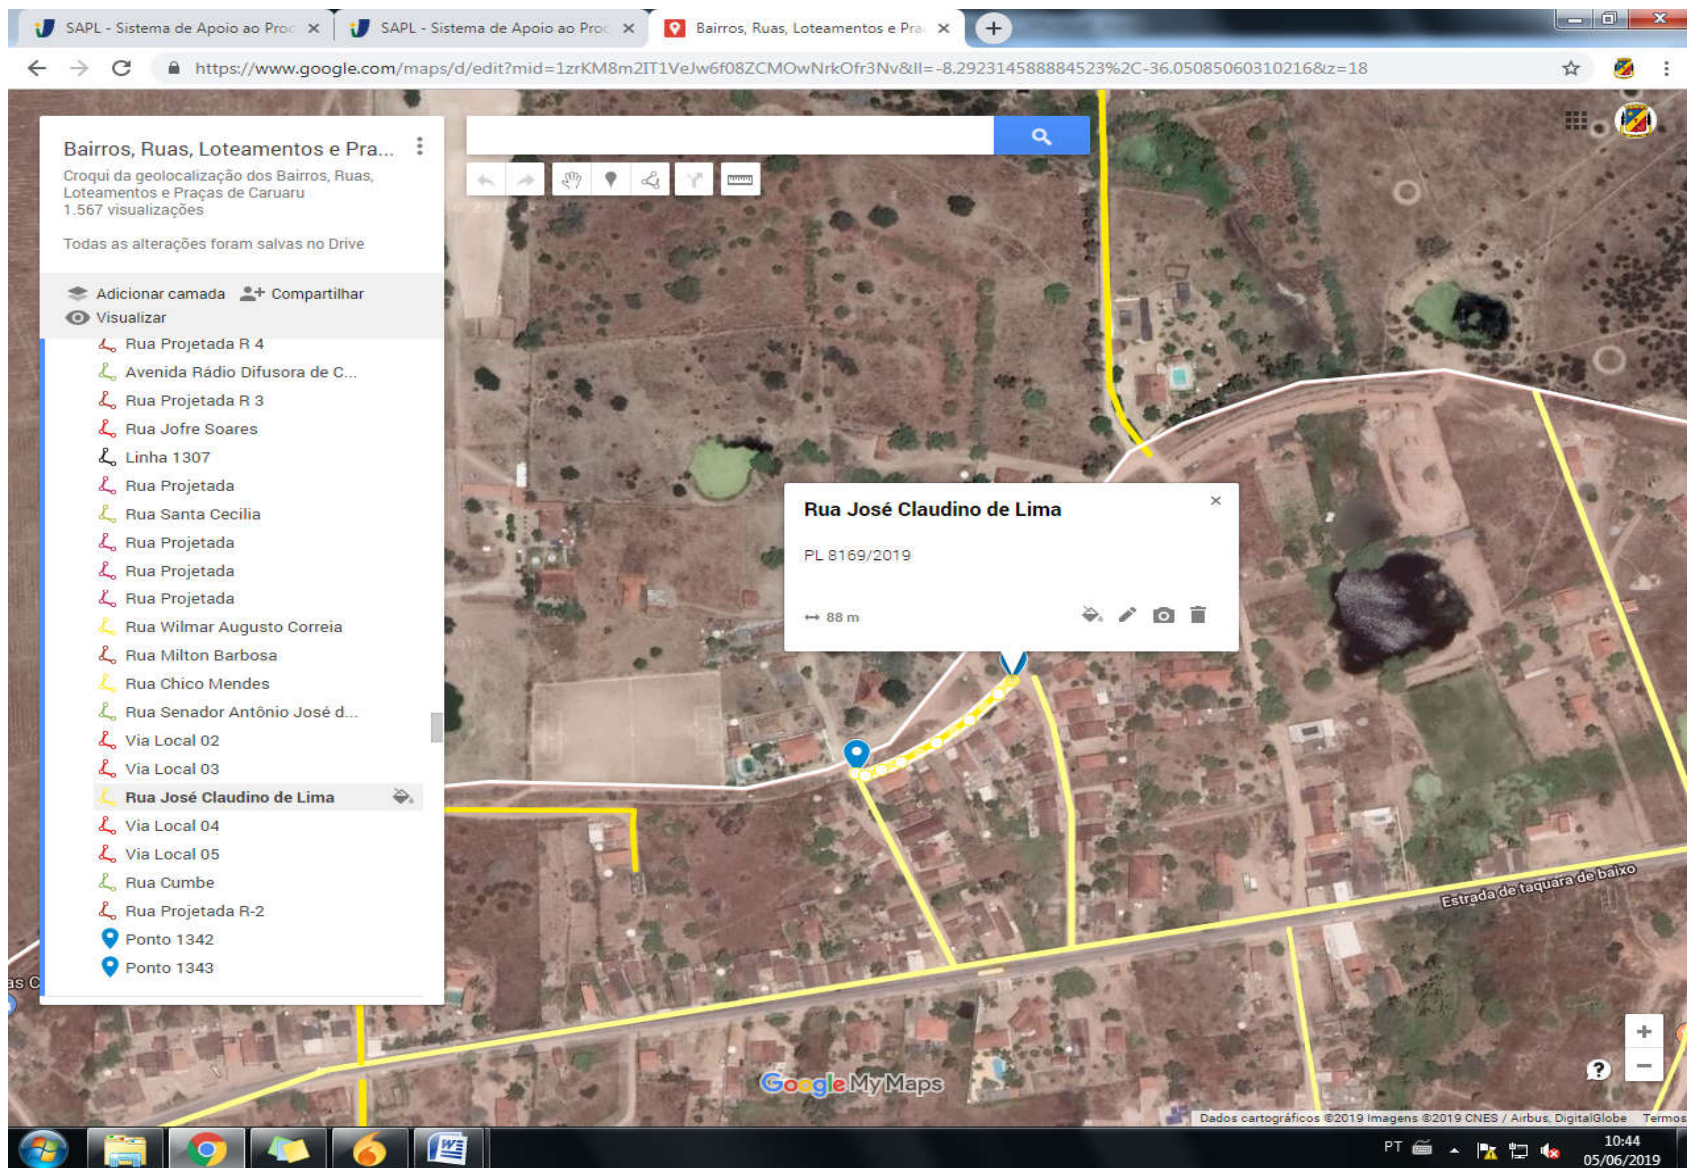 SAPL - Sistema de Apoio ao Proc
SAPL - Sistema de Apoio ao Proc
Bairros, Ruas, Loteamentos e Pra
https://www.google.com/maps/d/edit?mid=1zrKM8m2IT1VeJw6f08ZCMOwNrkOfr3Nv&ll=-8.292314588884523%2C-36.05085060310216&z=18
Bairros, Ruas, Loteamentos e Pra...
Croqui da geolocalização dos Bairros, Ruas,
Loteamentos e Praças de Caruaru
1.567 visualizações
Todas as alterações foram salvas no Drive
Adicionar camada
Compartilhar
Visualizar
Rua Projetada R 4
Avenida Rádio Difusora de C...
Rua Projetada R 3
Rua Jofre Soares
Linha 1307
Rua Projetada
Rua Santa Cecilia
Rua Projetada
Rua Projetada
Rua Projetada
Rua Wilmar Augusto Correia
Rua Milton Barbosa
Rua Chico Mendes
Rua Senador Antônio José d...
Via Local 02
Via Local 03
Rua José Claudino de Lima
Via Local 04
Via Local 05
Rua Cumbe
Rua Projetada R-2
Ponto 1342
Ponto 1343
Rua José Claudino de Lima
PL 8169/2019
88 m
Estrada de taquara de baixo
as C
Google My Maps
Dados cartográficos ©2019 Imagens ©2019 CNES / Airbus, DigitalGlobe Termos
PT
10:44
05/06/2019